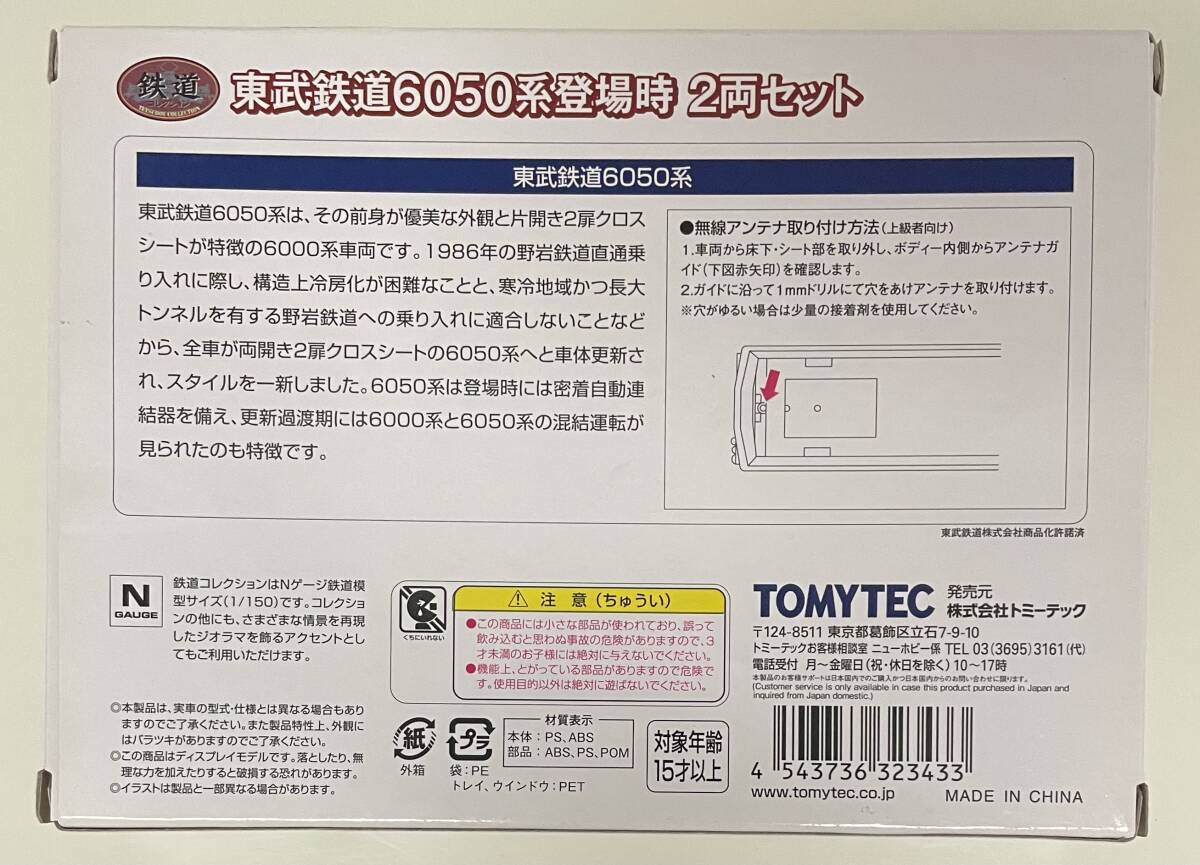 鉄道
コレクション
TETSUDOU COLLECTION
東武鉄道6050系登場時 2両セット
東武鉄道6050系
東武鉄道6050系は、その前身が優美な外観と片開き2扉クロス
シートが特徴の6000系車両です。1986年の野岩鉄道直通乗
り入れに際し、構造上冷房化が困難なことと、寒冷地域かつ長大
トンネルを有する野岩鉄道への乗り入れに適合しないことなど
から、全車が両開き2扉クロスシートの6050系へと車体更新さ
れ、スタイルを一新しました。6050系は登場時には密着自動連
結器を備え、更新過渡期には6000系と6050系の混結運転が
見られたのも特徴です。
●無線アンテナ取り付け方法(上級者向け)
1.車両から床下・シート部を取り外し、ボディー内側からアンテナガ
イド(下図赤矢印)を確認します。
2.ガイドに沿って1mmドリルにて穴をあけアンテナを取り付けます。
※穴がゆるい場合は少量の接着剤を使用してください。
東武鉄道株式会社商品化許諾済
N
GAUGE
鉄道コレクションはNゲージ鉄道模
型サイズ(1/150)です。コレクショ
ンの他にも、さまざまな情景を再現
したジオラマを飾るアクセントとし
てもご利用いただけます。
◎本製品は、実車の型式・仕様とは異なる場合もあり
ますのでご了承ください。また製品特性上、外観に
はバラツキがありますのでご了承ください。
◎この商品はディスプレイモデルです。落としたり、無
理な力を加えたりすると破損する恐れがあります。
◎イラストは製品と一部異なる場合があります。
くちにいれない
⚠ 注意(ちゅうい)
●この商品には小さな部品が使われており、誤って
飲み込むと思わぬ事故の危険がありますので、3
才未満のお子様には絶対に与えないでください。
●機能上、とがっている部品がありますので危険で
す。使用目的以外は絶対に遊ばないでください。
紙
外箱
プラ
袋:PE
トレイ、ウインドウ:PET
材質表示
本体:PS、ABS
部品:ABS、PS、POM
対象年齢
15才以上
TOMYTEC
発売元
株式会社トミーテック
〒124-8511 東京都葛飾区立石7-9-10
トミーテックお客様相談室 ニューホビー係 TEL 03(3695)3161(代)
電話受付 月〜金曜日(祝・休日を除く)10〜17時
本製品のお客様サポートは日本国内でのご購入かつ日本国内からのお問い合わせに限ります。
(Customer service is only available in case this product purchased in Japan and
inquired from Japan domestic.)
4 543736 323433
www.tomytec.co.jp
MADE IN CHINA